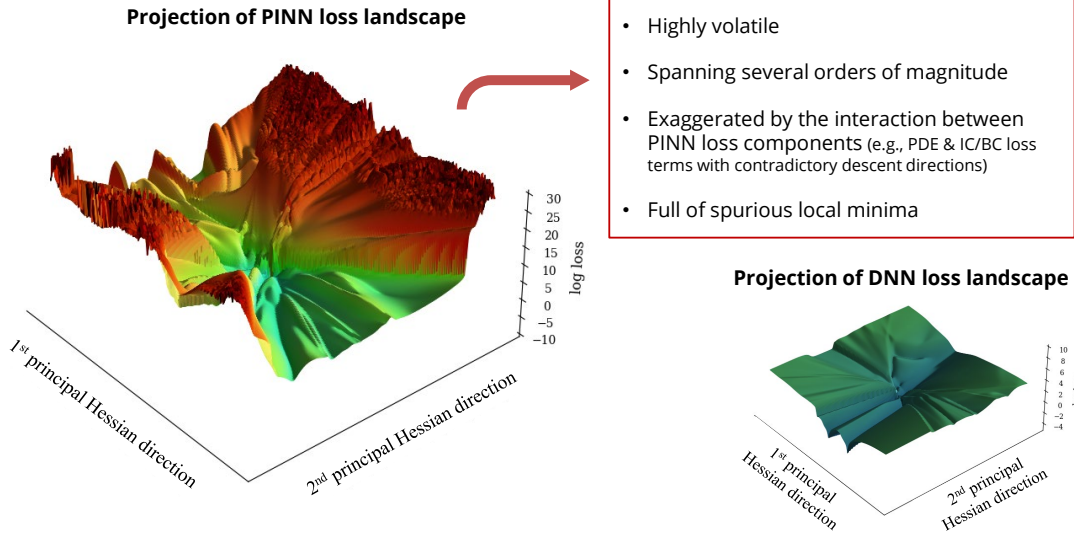 Projection of PINN loss landscape
• Highly volatile
• Spanning several orders of magnitude
• Exaggerated by the interaction between
PINN loss components (e.g., PDE & IC/BC loss
terms with contradictory descent directions)
• Full of spurious local minima
30
25
20
15
10
5
0
−5
−10
log loss
1st principal Hessian direction
2nd principal Hessian direction
Projection of DNN loss landscape
10
8
6
4
2
0
−2
−4
1st principal
Hessian direction
2nd principal
Hessian direction